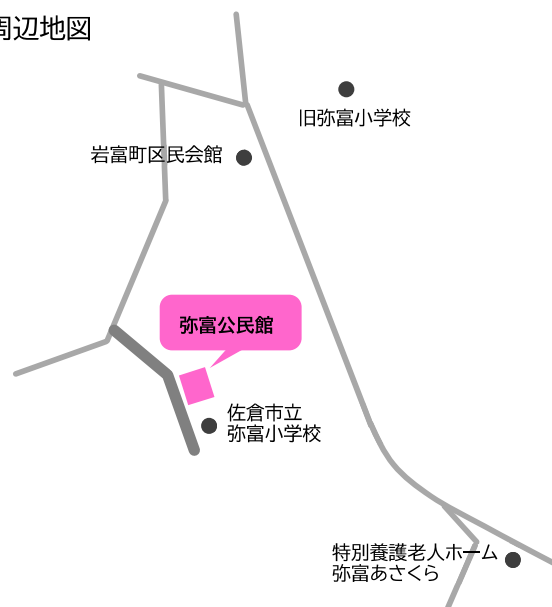 周辺地図
旧弥富小学校
岩富町区民会館
弥富公民館
佐倉市立
弥富小学校
特別養護老人ホーム
弥富あさくら